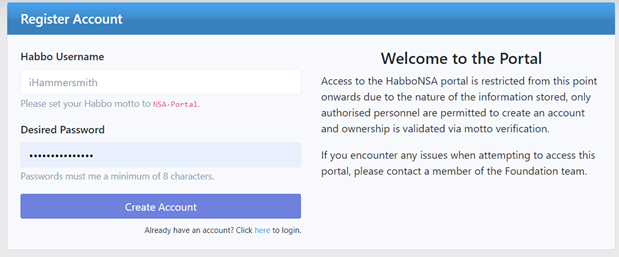 Register Account
Habbo Username
iHammersmith
Please set your Habbo motto to NSA-Portal.
Desired Password
•••••••••••••••
Passwords must me a minimum of 8 characters.
Create Account
Already have an account? Click here to login.
Welcome to the Portal
Access to the HabboNSA portal is restricted from this point
onwards due to the nature of the information stored, only
authorised personnel are permitted to create an account
and ownership is validated via motto verification.
If you encounter any issues when attempting to access this
portal, please contact a member of the Foundation team.